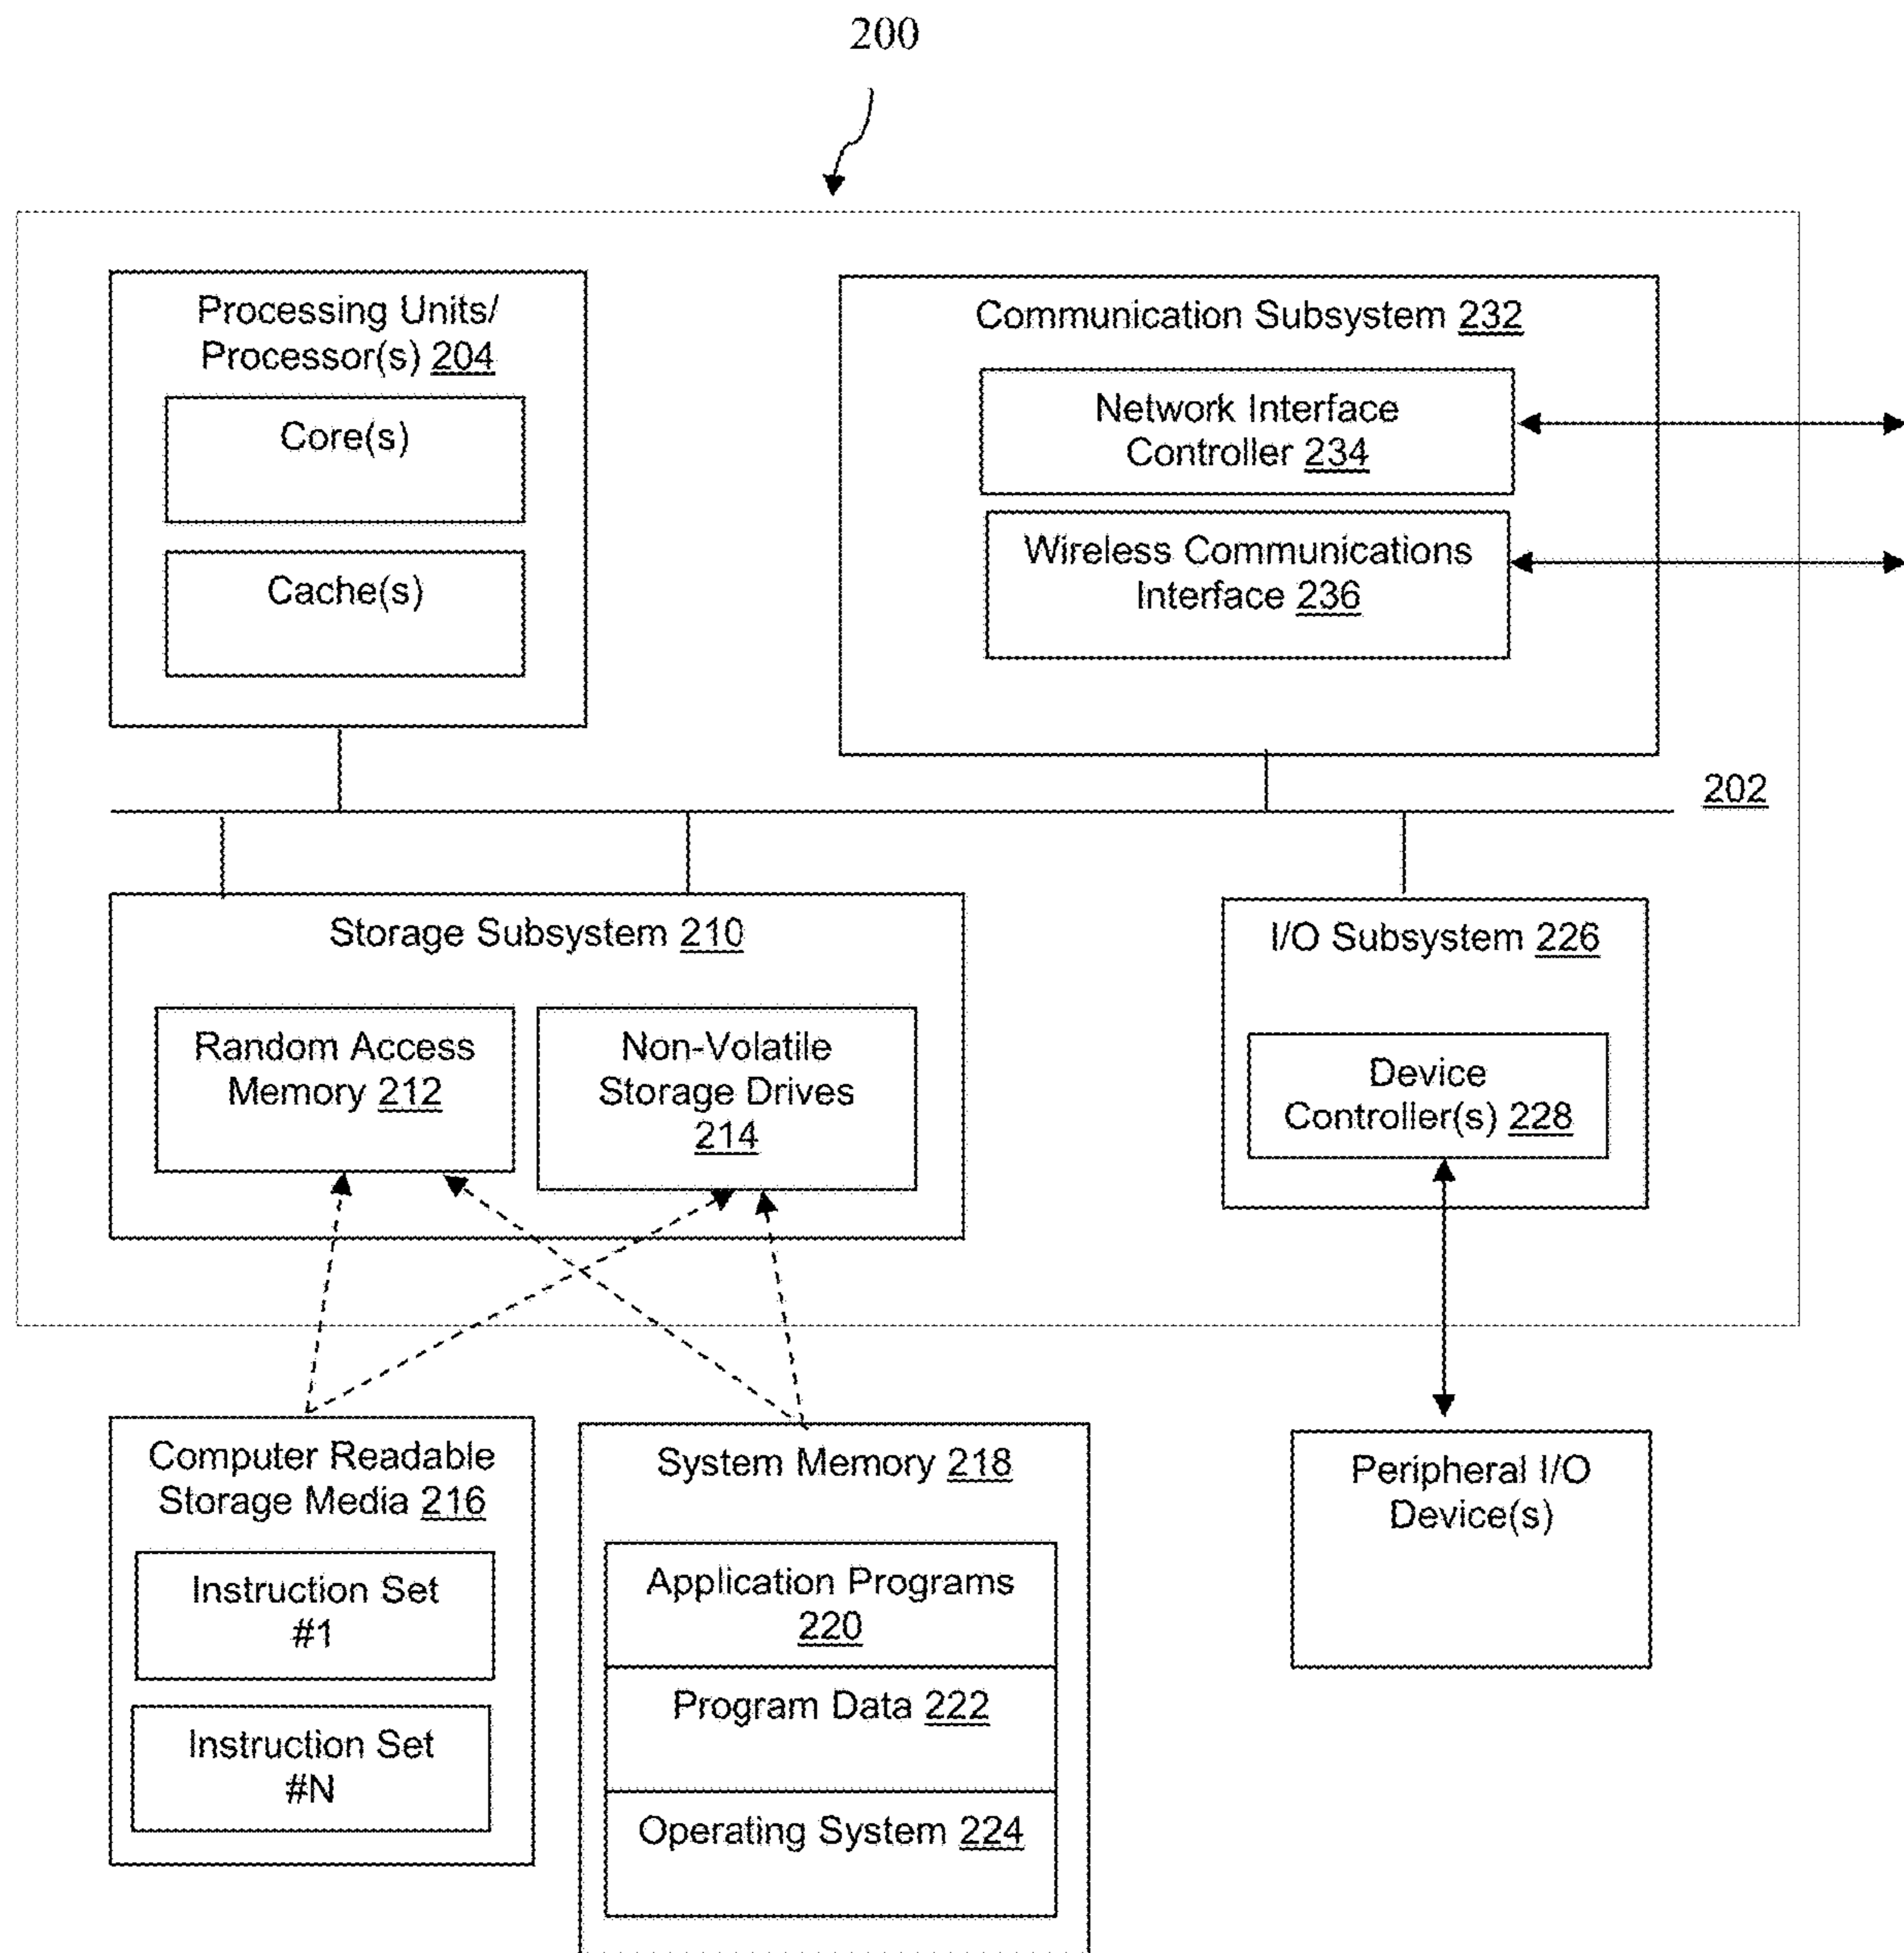 200
Processing Units/
Processor(s) 204
Core(s)
Cache(s)
Communication Subsystem 232
Network Interface
Controller 234
Wireless Communications
Interface 236
202
Storage Subsystem 210
Random Access
Memory 212
Non-Volatile
Storage Drives
214
I/O Subsystem 226
Device
Controller(s) 228
Computer Readable
Storage Media 216
Instruction Set
#1
Instruction Set
#N
System Memory 218
Application Programs
220
Program Data 222
Operating System 224
Peripheral I/O
Device(s)